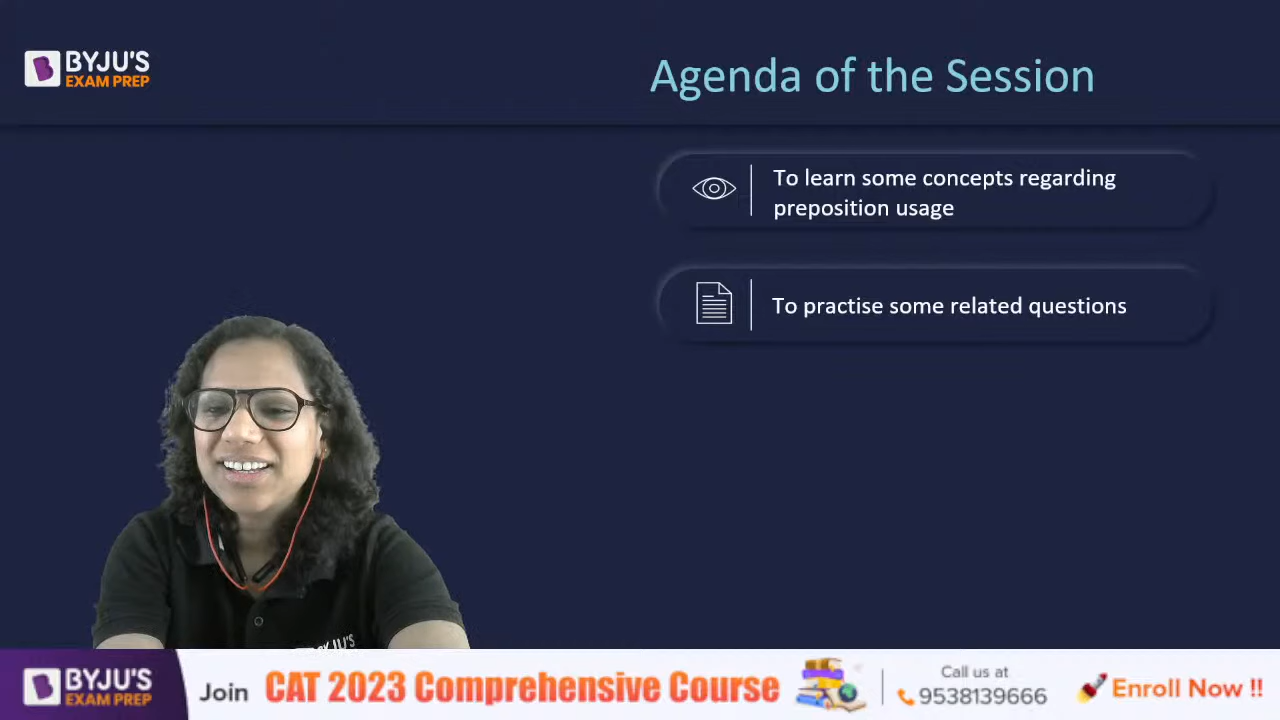 BYJU'S
EXAM PREP
Agenda of the Session
To learn some concepts regarding
preposition usage
To practise some related questions
BYJU'S
BYJU'S
EXAM PREP
Join CAT 2023 Comprehensive Course
Call us at
9538139666
Enroll Now !!